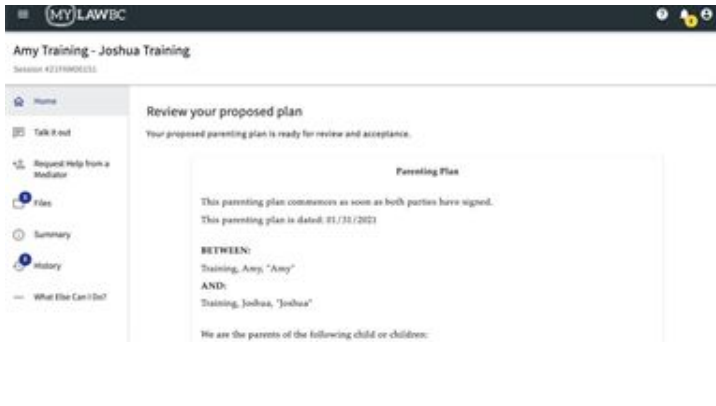 MY LAWBC
Amy Training - Joshua Training
Home
Review your proposed plan
Talk it out
Your proposed parenting plan is ready for review and acceptance.
Request Help from a
Mediator
Parenting Plan
Files
This parenting plan commences as soon as both parties have signed.
This parenting plan is dated: 01/31/2021
Summary
BETWEEN:
History
Training, Amy, "Amy"
AND:
What Else Can I Do?
Training, Joshua, "Joshua"
We are the parents of the following child or children: